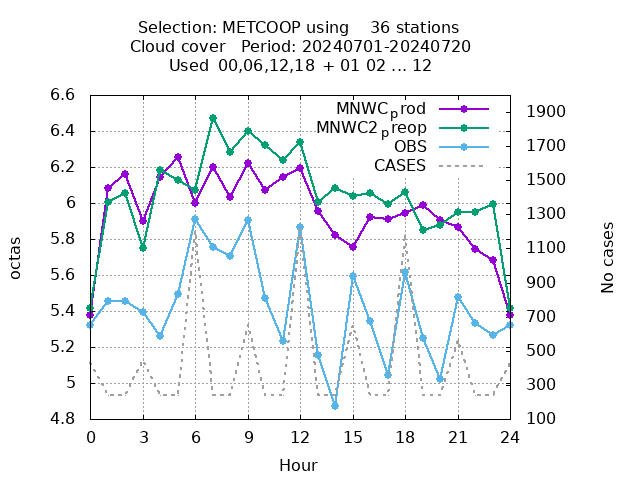 Selection: METCOOP using    36 stations
Cloud cover   Period: 20240701-20240720
Used  00,06,12,18  + 01 02 ... 12
MNWC_prod
MNWC2_preop
OBS
CASES
6.6
6.4
6.2
6
5.8
5.6
5.4
5.2
5
4.8
octas
1900
1700
1500
1300
1100
900
700
500
300
100
No cases
0 3 6 9 12 15 18 21 24
Hour